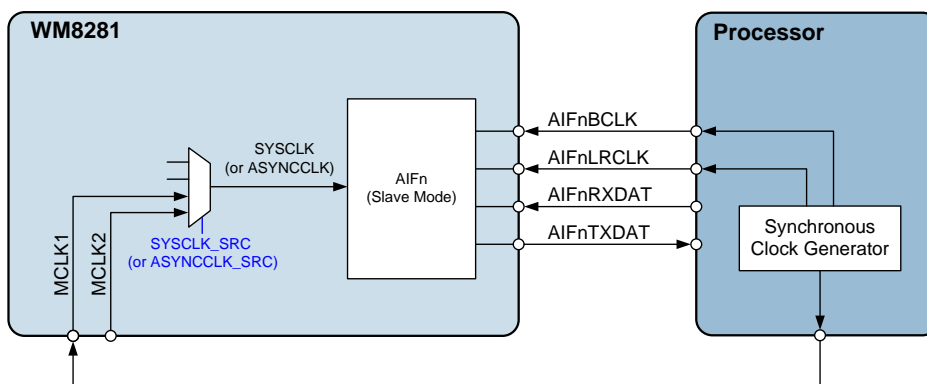 WM8281
Processor
SYSCLK
(or ASYNCCLK)
AIFn
(Slave Mode)
AIFnBCLK
AIFnLRCLK
AIFnRXDAT
AIFnTXDAT
Synchronous
Clock Generator
MCLK1
MCLK2
SYSCLK_SRC
(or ASYNCCLK_SRC)